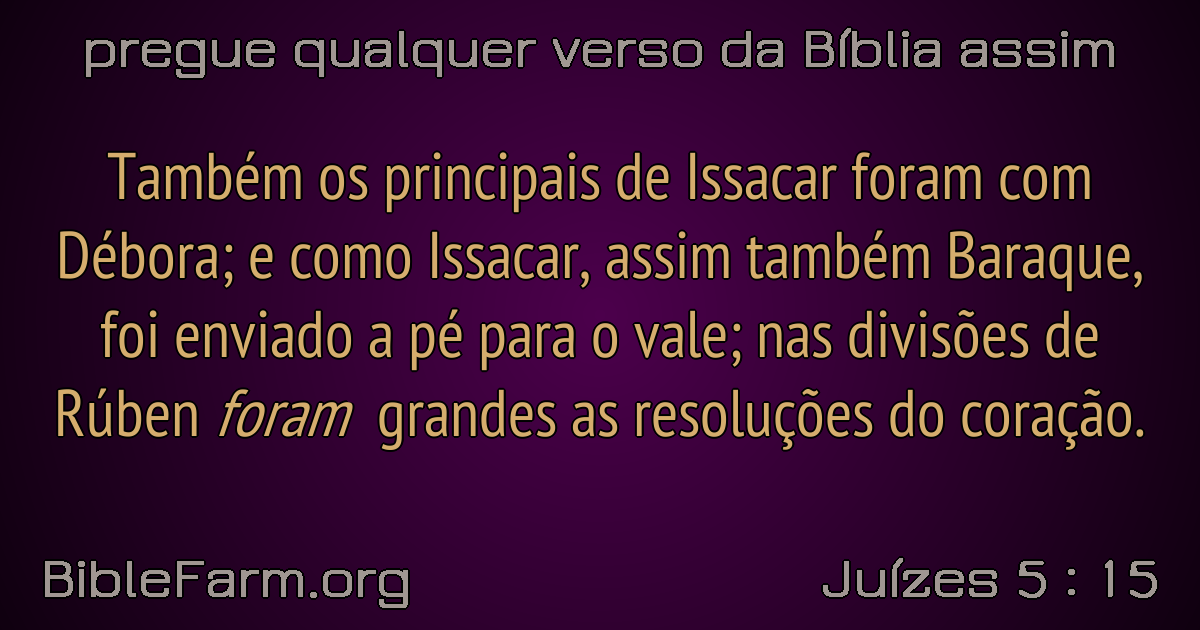 pregue qualquer verso da Bíblia assim
Também os principais de Issacar foram com
Débora; e como Issacar, assim também Baraque,
foi enviado a pé para o vale; nas divisões de
Rúben foram grandes as resoluções do coração.
BibleFarm.org
Juízes 5 : 15